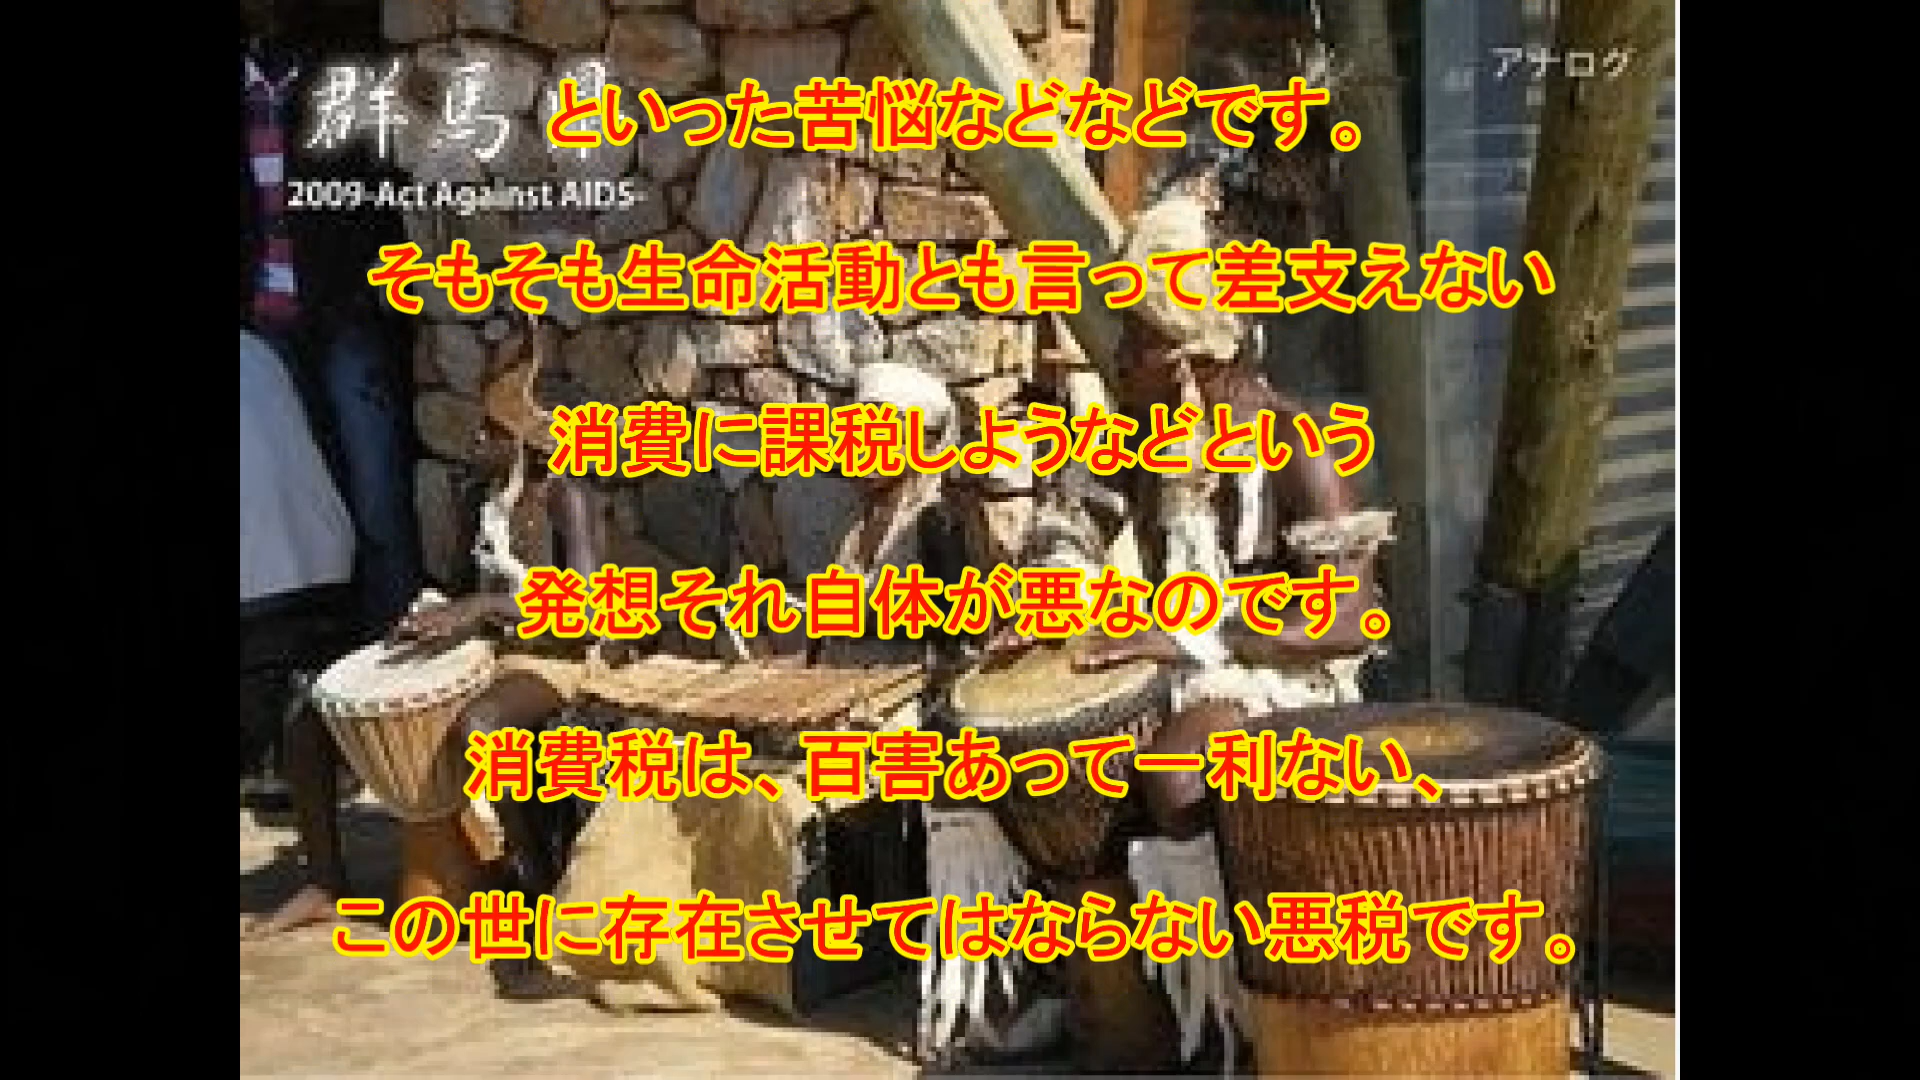 アナログ
群馬県
2009-Act Against AIDS-
といった苦悩などなどです。
そもそも生命活動とも言って差支えない
消費に課税しようなどという
発想それ自体が悪なのです。
消費税は、百害あって一利ない、
この世に存在させてはならない悪税です。